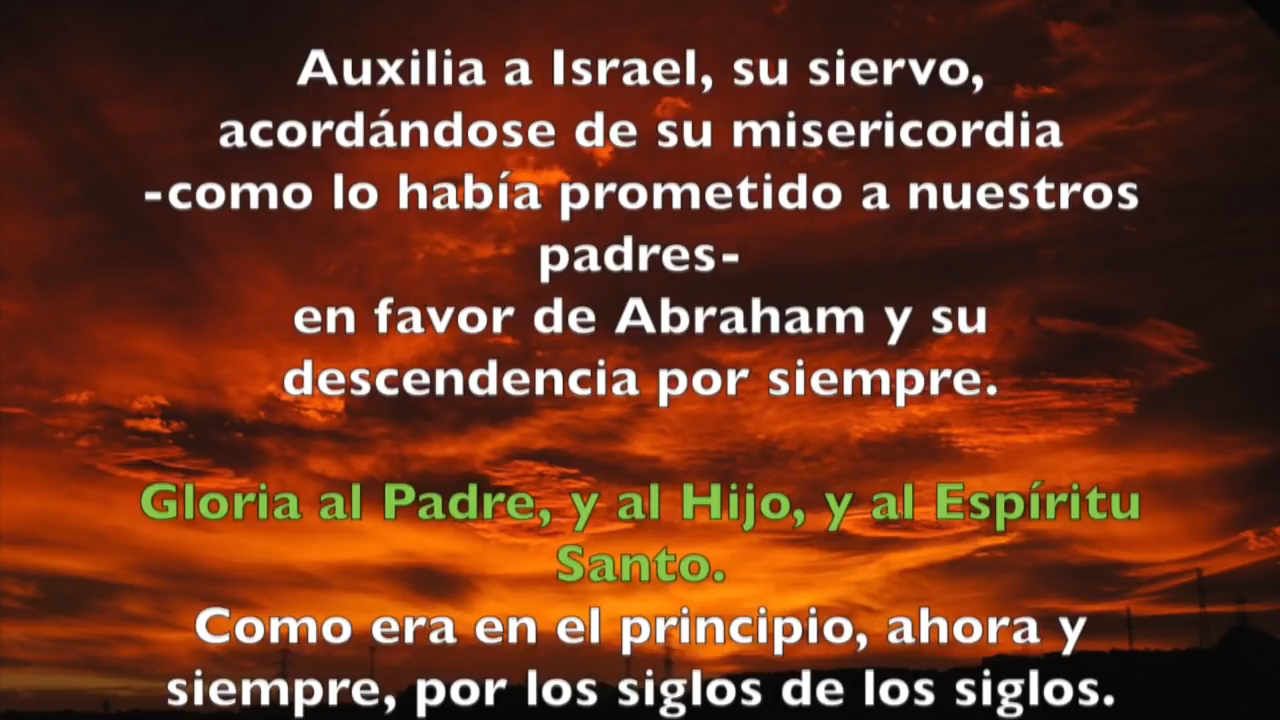 Auxilia a Israel, su siervo,
acordándose de su misericordia
-como lo había prometido a nuestros
padres-
en favor de Abraham y su
descendencia por siempre.
Gloria al Padre, y al Hijo, y al Espíritu
Santo.
Como era en el principio, ahora y
siempre, por los siglos de los siglos.